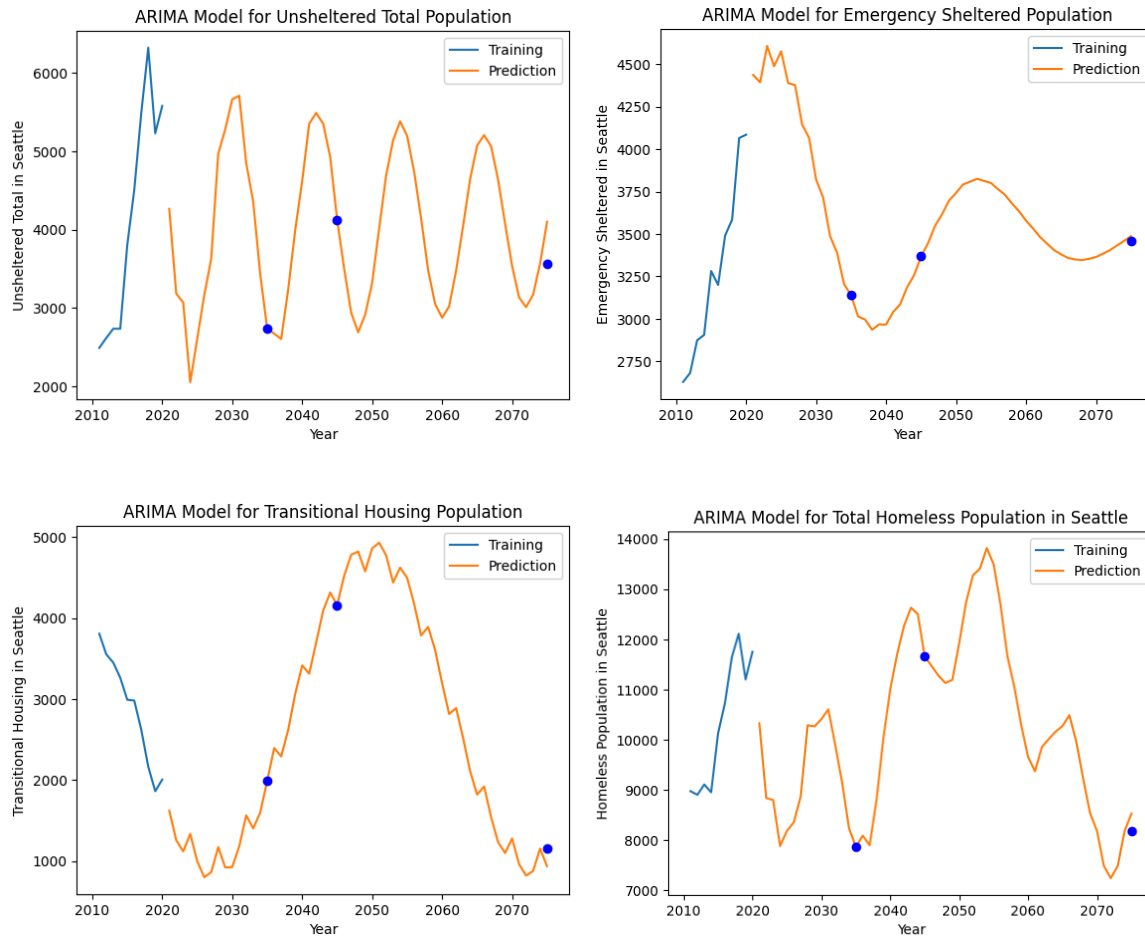 ARIMA Model for Unsheltered Total Population
Training
Prediction
Unsheltered Total in Seattle
6000
5000
4000
3000
2000
2010 2020 2030 2040 2050 2060 2070
Year
ARIMA Model for Emergency Sheltered Population
Training
Prediction
Emergency Sheltered in Seattle
4500
4250
4000
3750
3500
3250
3000
2750
2010 2020 2030 2040 2050 2060 2070
Year
ARIMA Model for Transitional Housing Population
Training
Prediction
Transitional Housing in Seattle
5000
4000
3000
2000
1000
2010 2020 2030 2040 2050 2060 2070
Year
ARIMA Model for Total Homeless Population in Seattle
Training
Prediction
Homeless Population in Seattle
14000
13000
12000
11000
10000
9000
8000
7000
2010 2020 2030 2040 2050 2060 2070
Year